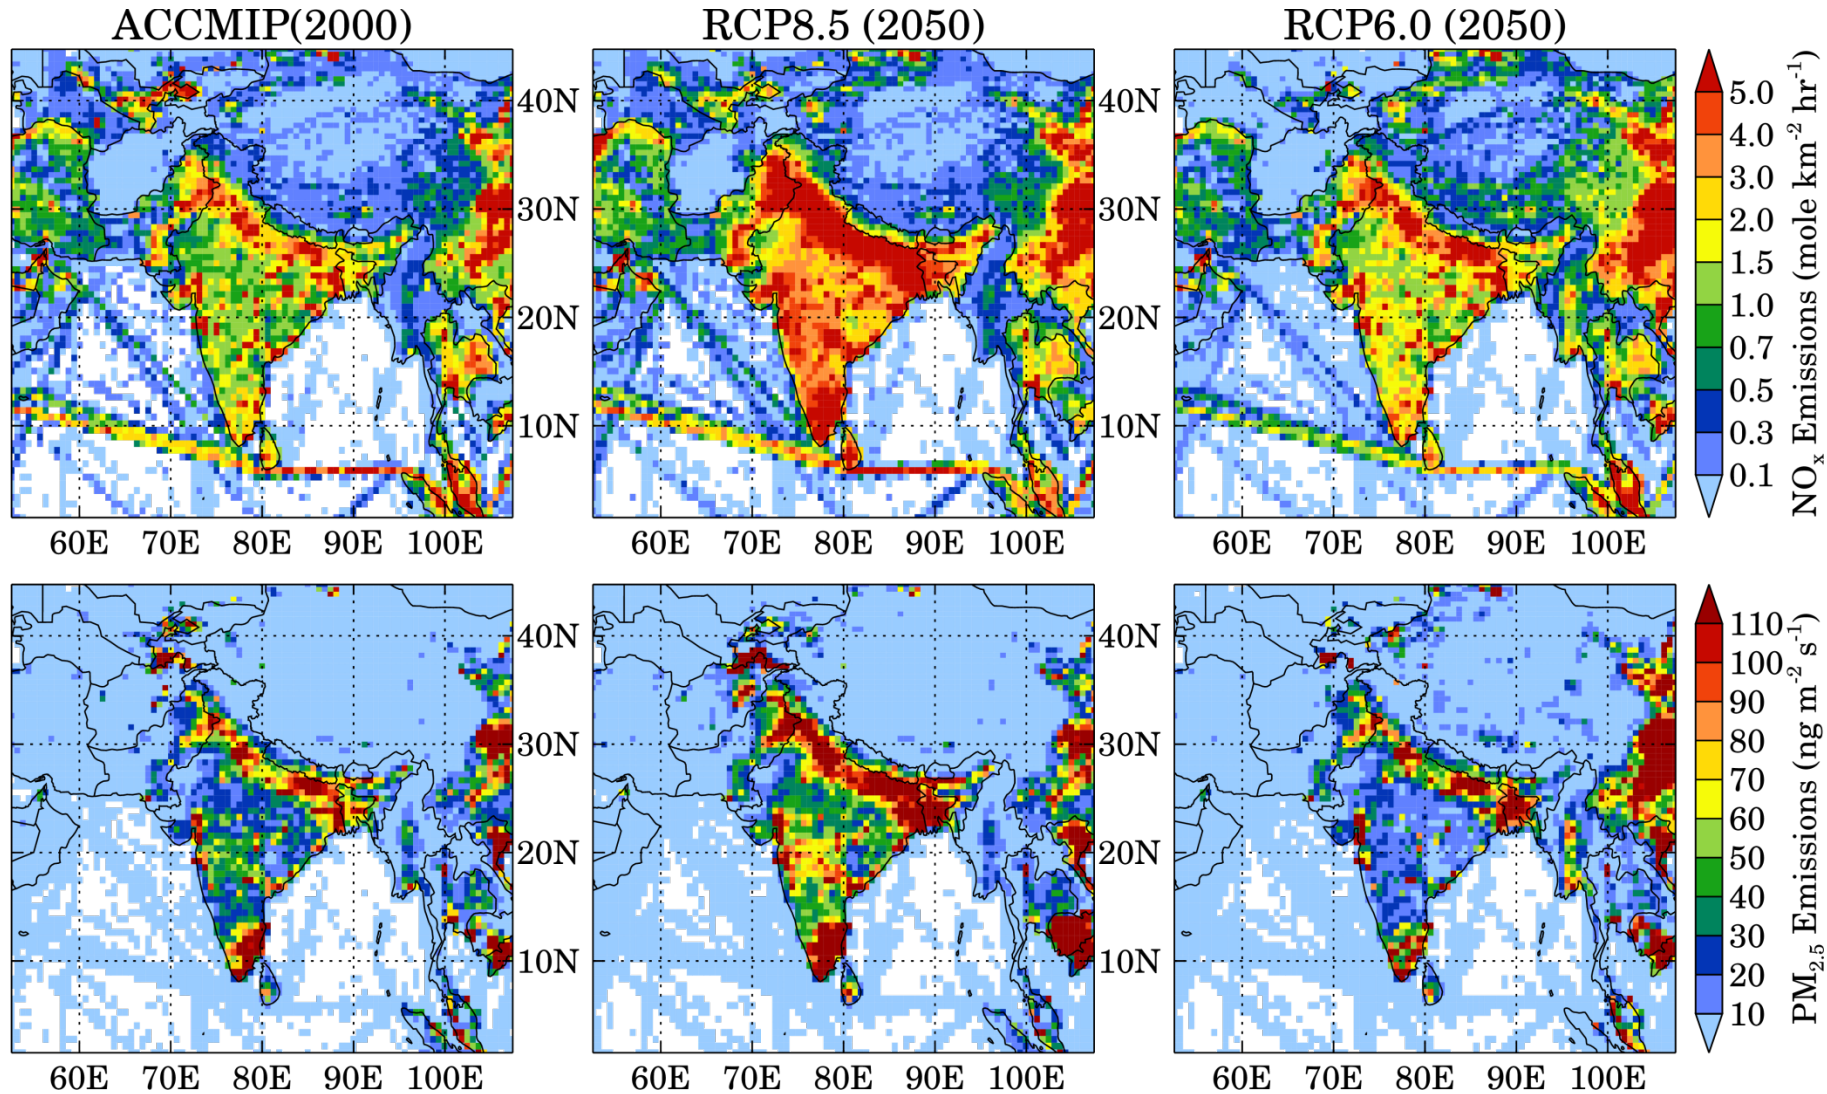 ACCMIP(2000) RCP8.5 (2050) RCP6.0 (2050)
40N 40N
30N 30N
20N 20N
10N 10N
60E 70E 80E 90E 100E 60E 70E 80E 90E 100E 60E 70E 80E 90E 100E
5.0
4.0
3.0
2.0
1.5
1.0
0.7
0.5
0.3
0.1
NOx Emissions (mole km-2 hr-1)
40N 40N
30N 30N
20N 20N
10N 10N
60E 70E 80E 90E 100E 60E 70E 80E 90E 100E 60E 70E 80E 90E 100E
110
100
90
80
70
60
50
40
30
20
10
PM2.5 Emissions (ng m-2 s-1)